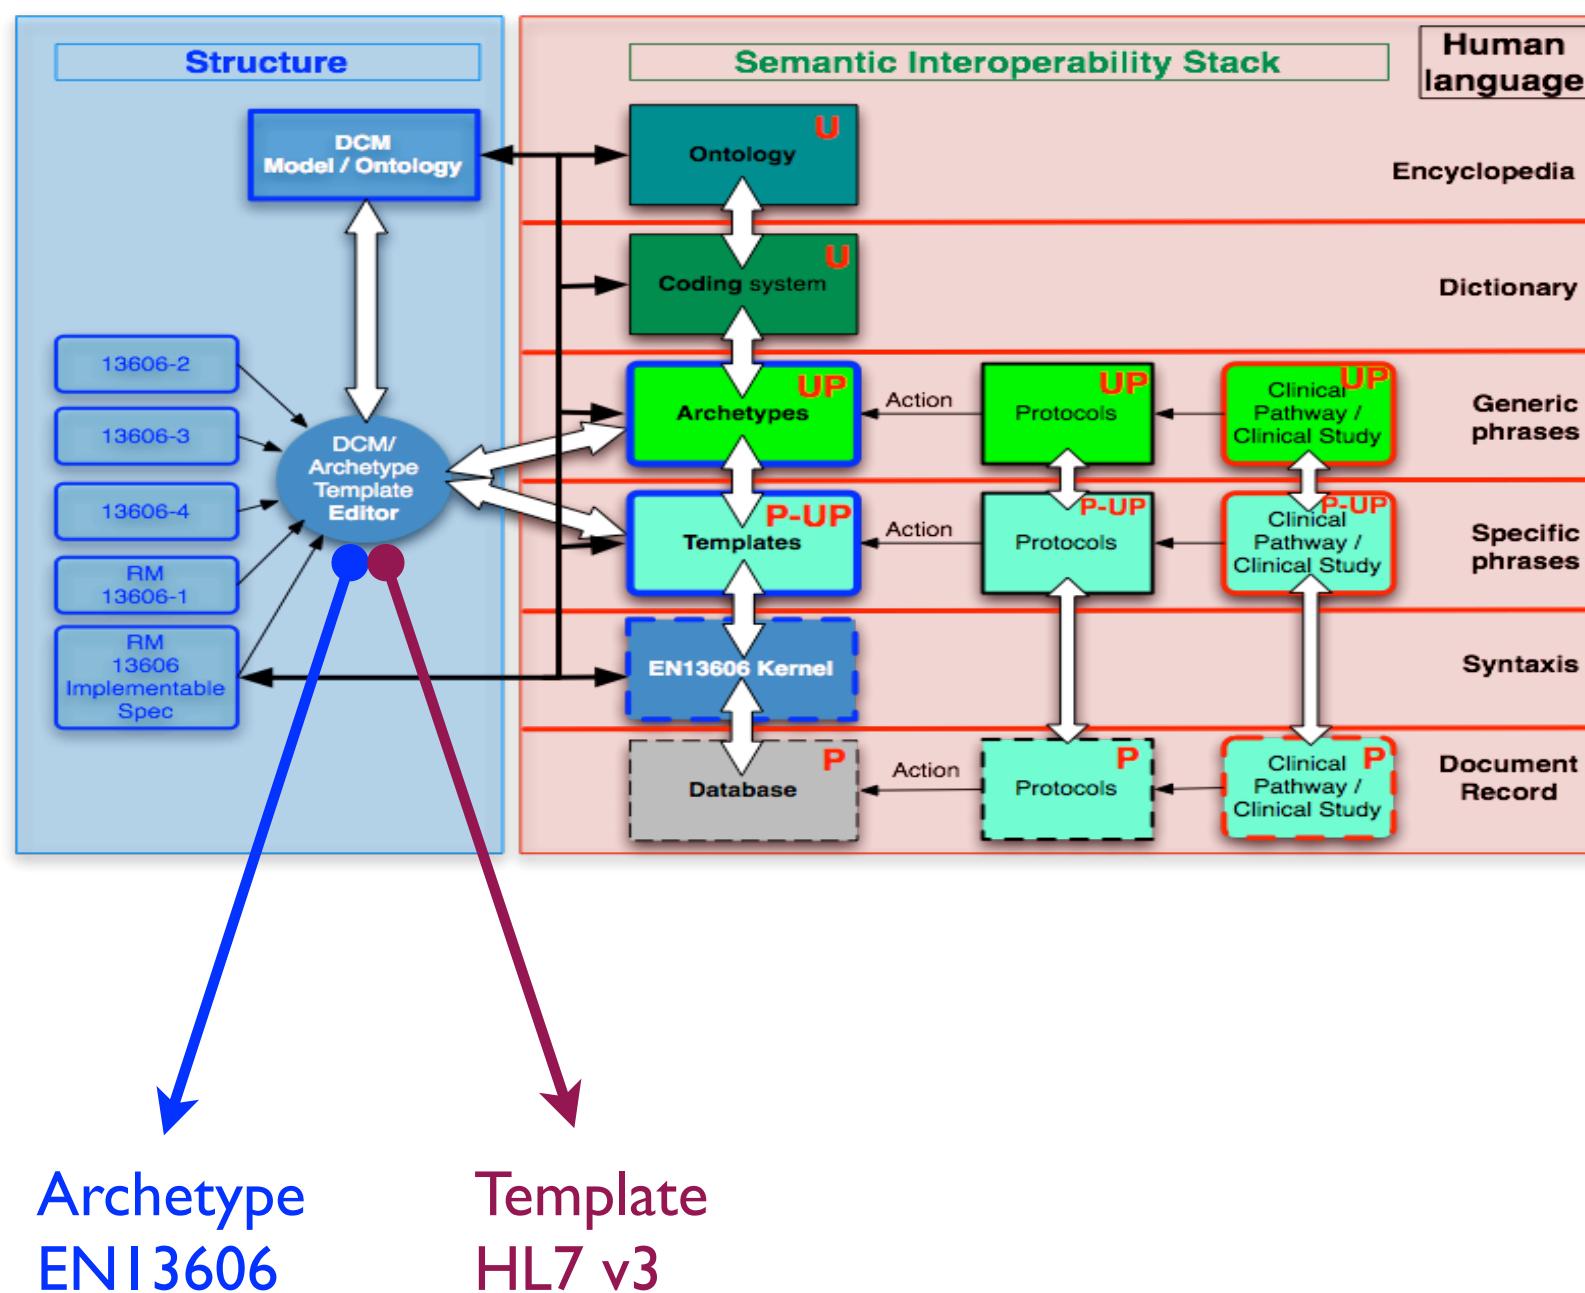 Structure
Semantic Interoperability Stack
Human
language
DCM
Model / Ontology
U
Ontology
Encyclopedia
U
Coding system
Dictionary
13606-2
13606-3
13606-4
RM
13606-1
RM
13606
Implementable
Spec
DCM/
Archetype
Template
Editor
UP
Archetypes
Action
UP
Protocols
UP
Clinical
Pathway /
Clinical Study
Generic
phrases
P-UP
Templates
Action
P-UP
Protocols
P-UP
Clinical
Pathway /
Clinical Study
Specific
phrases
EN13606 Kernel
Syntaxis
P
Database
Action
P
Protocols
P
Clinical
Pathway /
Clinical Study
Document
Record
Archetype
EN13606
Template
HL7 v3